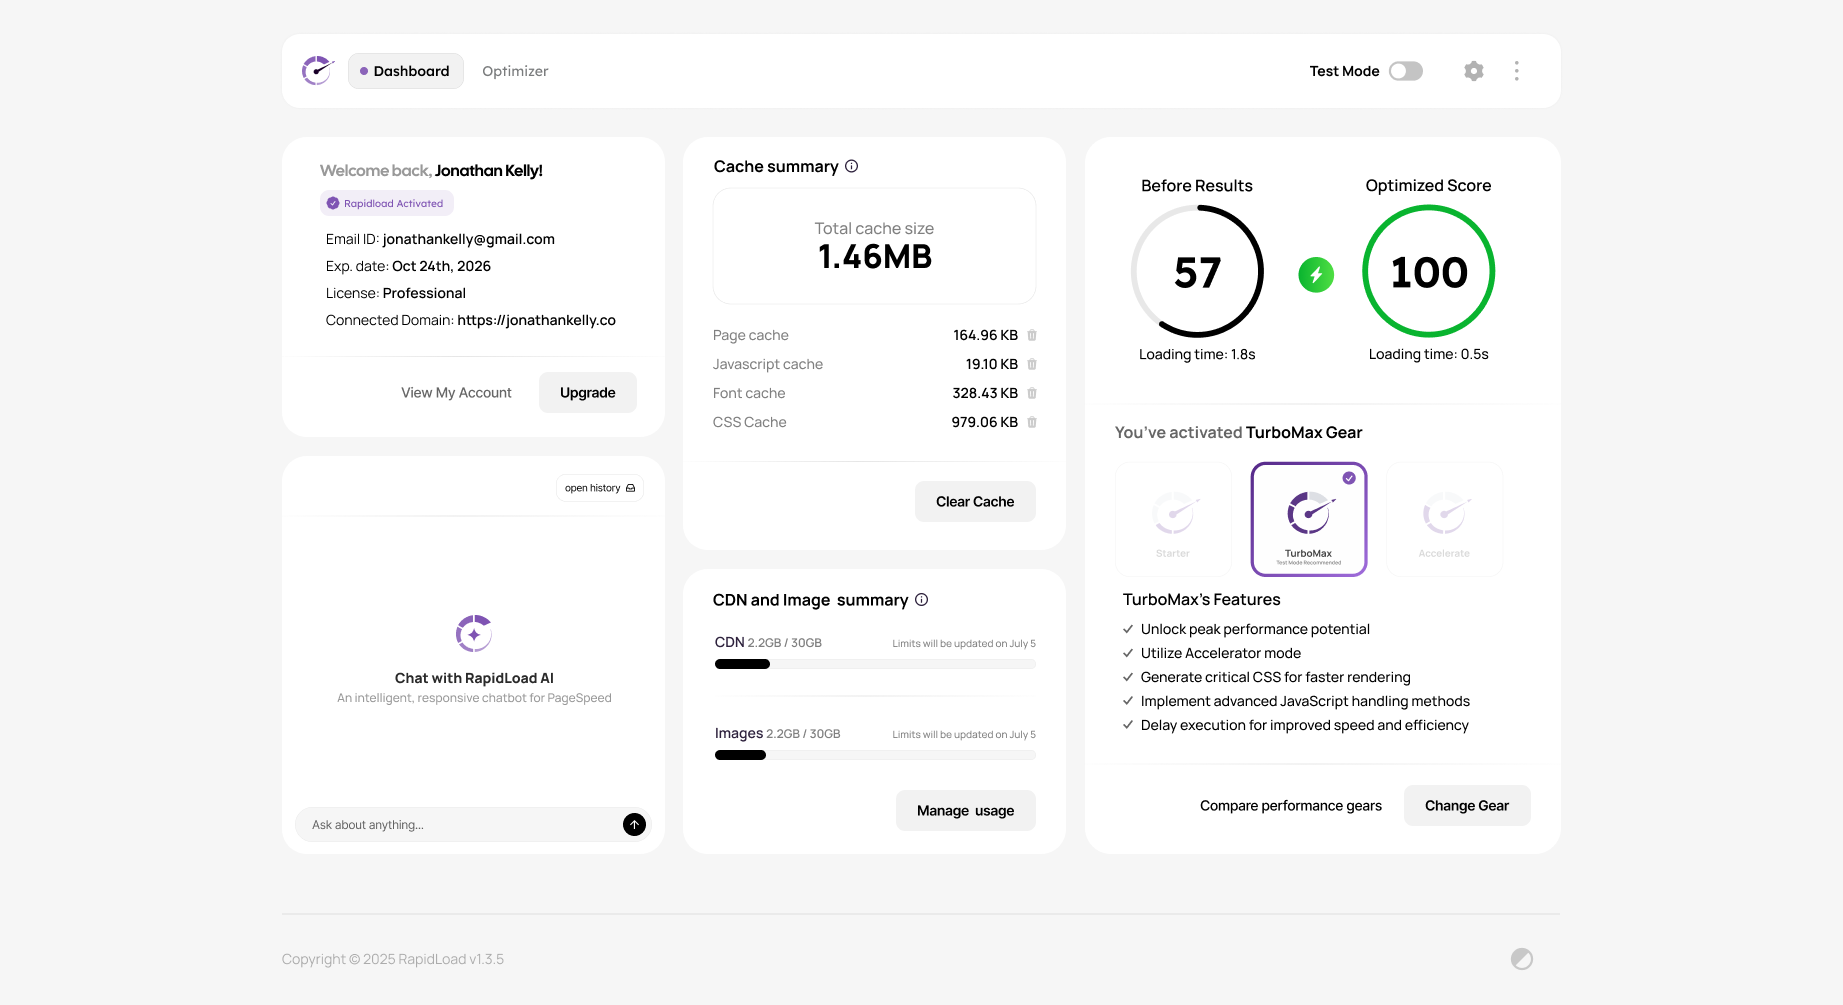 Dashboard
Optimizer
Test Mode
Welcome back, Jonathan Kelly!
Rapidload Activated
Email ID: jonathankelly@gmail.com
Exp. date: Oct 24th, 2026
License: Professional
Connected Domain: https://jonathankelly.co
View My Account
Upgrade
open history
Chat with RapidLoad AI
An intelligent, responsive chatbot for PageSpeed
Ask about anything...
Cache summary
Total cache size
1.46MB
Page cache 164.96 KB
Javascript cache 19.10 KB
Font cache 328.43 KB
CSS Cache 979.06 KB
Clear Cache
CDN and Image summary
CDN 2.2GB / 30GB Limits will be updated on July 5
Images 2.2GB / 30GB Limits will be updated on July 5
Manage usage
Before Results
57
Loading time: 1.8s
Optimized Score
100
Loading time: 0.5s
You've activated TurboMax Gear
Starter
TurboMax
Test Mode Recommended
Accelerate
TurboMax's Features
Unlock peak performance potential
Utilize Accelerator mode
Generate critical CSS for faster rendering
Implement advanced JavaScript handling methods
Delay execution for improved speed and efficiency
Compare performance gears
Change Gear
Copyright © 2025 RapidLoad v1.3.5